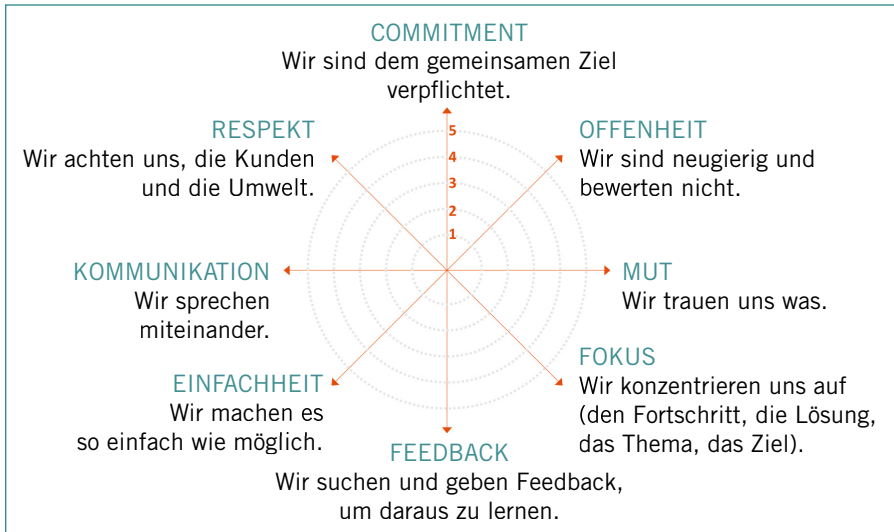 COMMITMENT
Wir sind dem gemeinsamen Ziel
verpflichtet.
RESPEKT
Wir achten uns, die Kunden
und die Umwelt.
5
4
3
2
1
OFFENHEIT
Wir sind neugierig und
bewerten nicht.
KOMMUNIKATION
Wir sprechen
miteinander.
MUT
Wir trauen uns was.
EINFACHHEIT
Wir machen es
so einfach wie möglich.
FOKUS
Wir konzentrieren uns auf
(den Fortschritt, die Lösung,
das Thema, das Ziel).
FEEDBACK
Wir suchen und geben Feedback,
um daraus zu lernen.